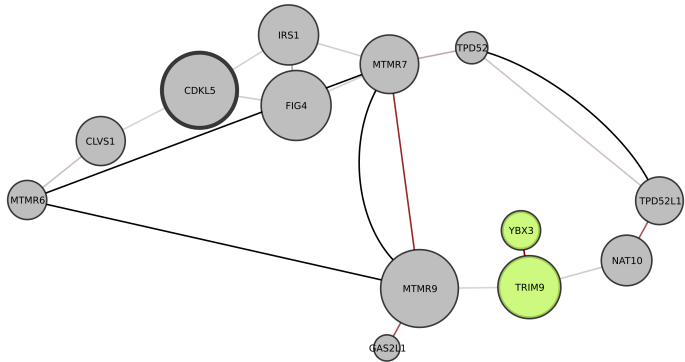 IRS1
TPD52
MTMR7
CDKL5
FIG4
CLVS1
MTMR6
TPD52L1
YBX3
NAT10
MTMR9
TRIM9
GAS2L1